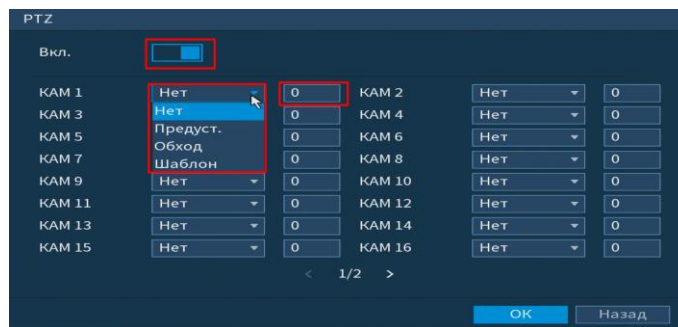 PTZ
Вкл.
КАМ 1 Нет 0 КАМ 2 Нет 0
КАМ 3 Нет 0 КАМ 4 Нет 0
КАМ 5 Предуст. 0 КАМ 6 Нет 0
Обход
КАМ 7 Шаблон 0 КАМ 8 Нет 0
КАМ 9 Нет 0 КАМ 10 Нет 0
КАМ 11 Нет 0 КАМ 12 Нет 0
КАМ 13 Нет 0 КАМ 14 Нет 0
КАМ 15 Нет 0 КАМ 16 Нет 0
< 1/2 >
ОК Назад